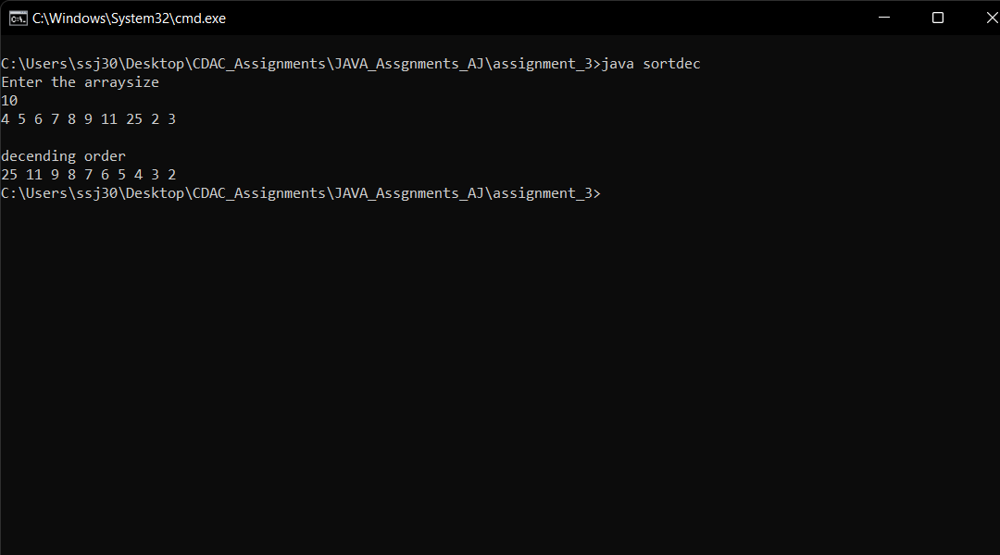 C:\Windows\System32\cmd.exe
C:\Users\ssj30\Desktop\CDAC_Assignments\JAVA_Assgnments_AJ\assignment_3>java sortdec
Enter the arraysize
10
4 5 6 7 8 9 11 25 2 3
decending order
25 11 9 8 7 6 5 4 3 2
C:\Users\ssj30\Desktop\CDAC_Assignments\JAVA_Assgnments_AJ\assignment_3>